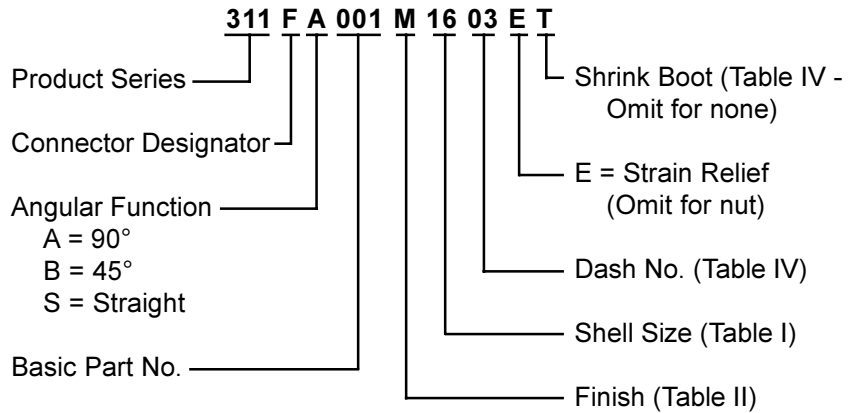 311 F A 001 M 16 03 E T
Product Series
Connector Designator
Angular Function
A = 90°
B = 45°
S = Straight
Basic Part No.
Shrink Boot (Table IV -
Omit for none)
E = Strain Relief
(Omit for nut)
Dash No. (Table IV)
Shell Size (Table I)
Finish (Table II)